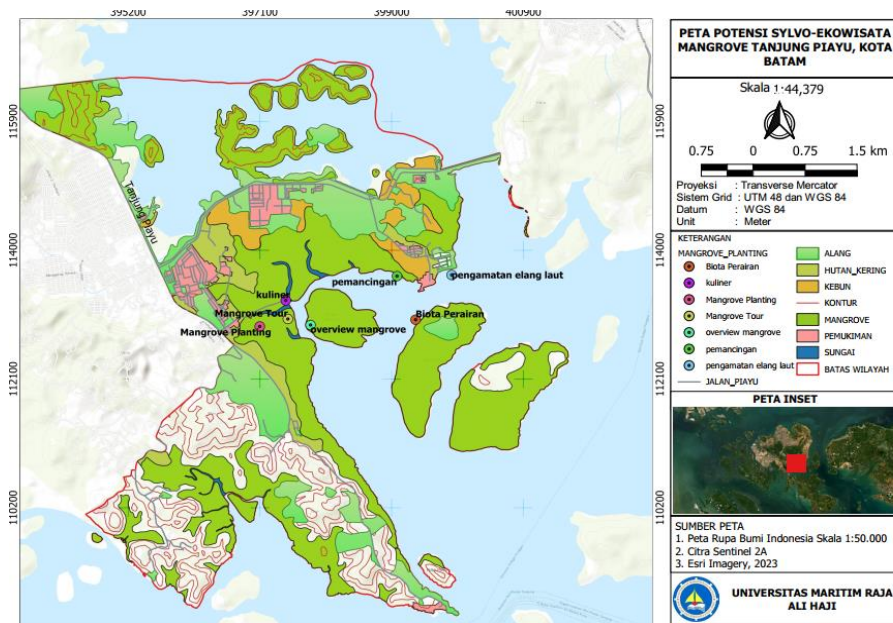 395200 397100 399000 400900
115900
114000
112100
110200
115900
114000
112100
110200
Tanjung Piayu
kuliner
pemancingan
pengamatan elang laut
Mangrove Tour
Biota Perairan
Mangrove Planting
overview mangrove
PETA POTENSI SYLVO-EKOWISATA
MANGROVE TANJUNG PIAYU, KOTA
BATAM
Skala 1:44,379
0.75 0 0.75 1.5 km
Proyeksi : Transverse Mercator
Sistem Grid : UTM 48 dan WGS 84
Datum : WGS 84
Unit : Meter
KETERANGAN
MANGROVE_PLANTING
Biota Perairan
kuliner
Mangrove Planting
Mangrove Tour
overview mangrove
pemancingan
pengamatan elang laut
JALAN_PIAYU
ALANG
HUTAN_KERING
KEBUN
KONTUR
MANGROVE
PEMUKIMAN
SUNGAI
BATAS WILAYAH
PETA INSET
SUMBER PETA
1. Peta Rupa Bumi Indonesia Skala 1:50.000
2. Citra Sentinel 2A
3. Esri Imagery, 2023
UNIVERSITAS MARITIM RAJA
ALI HAJI